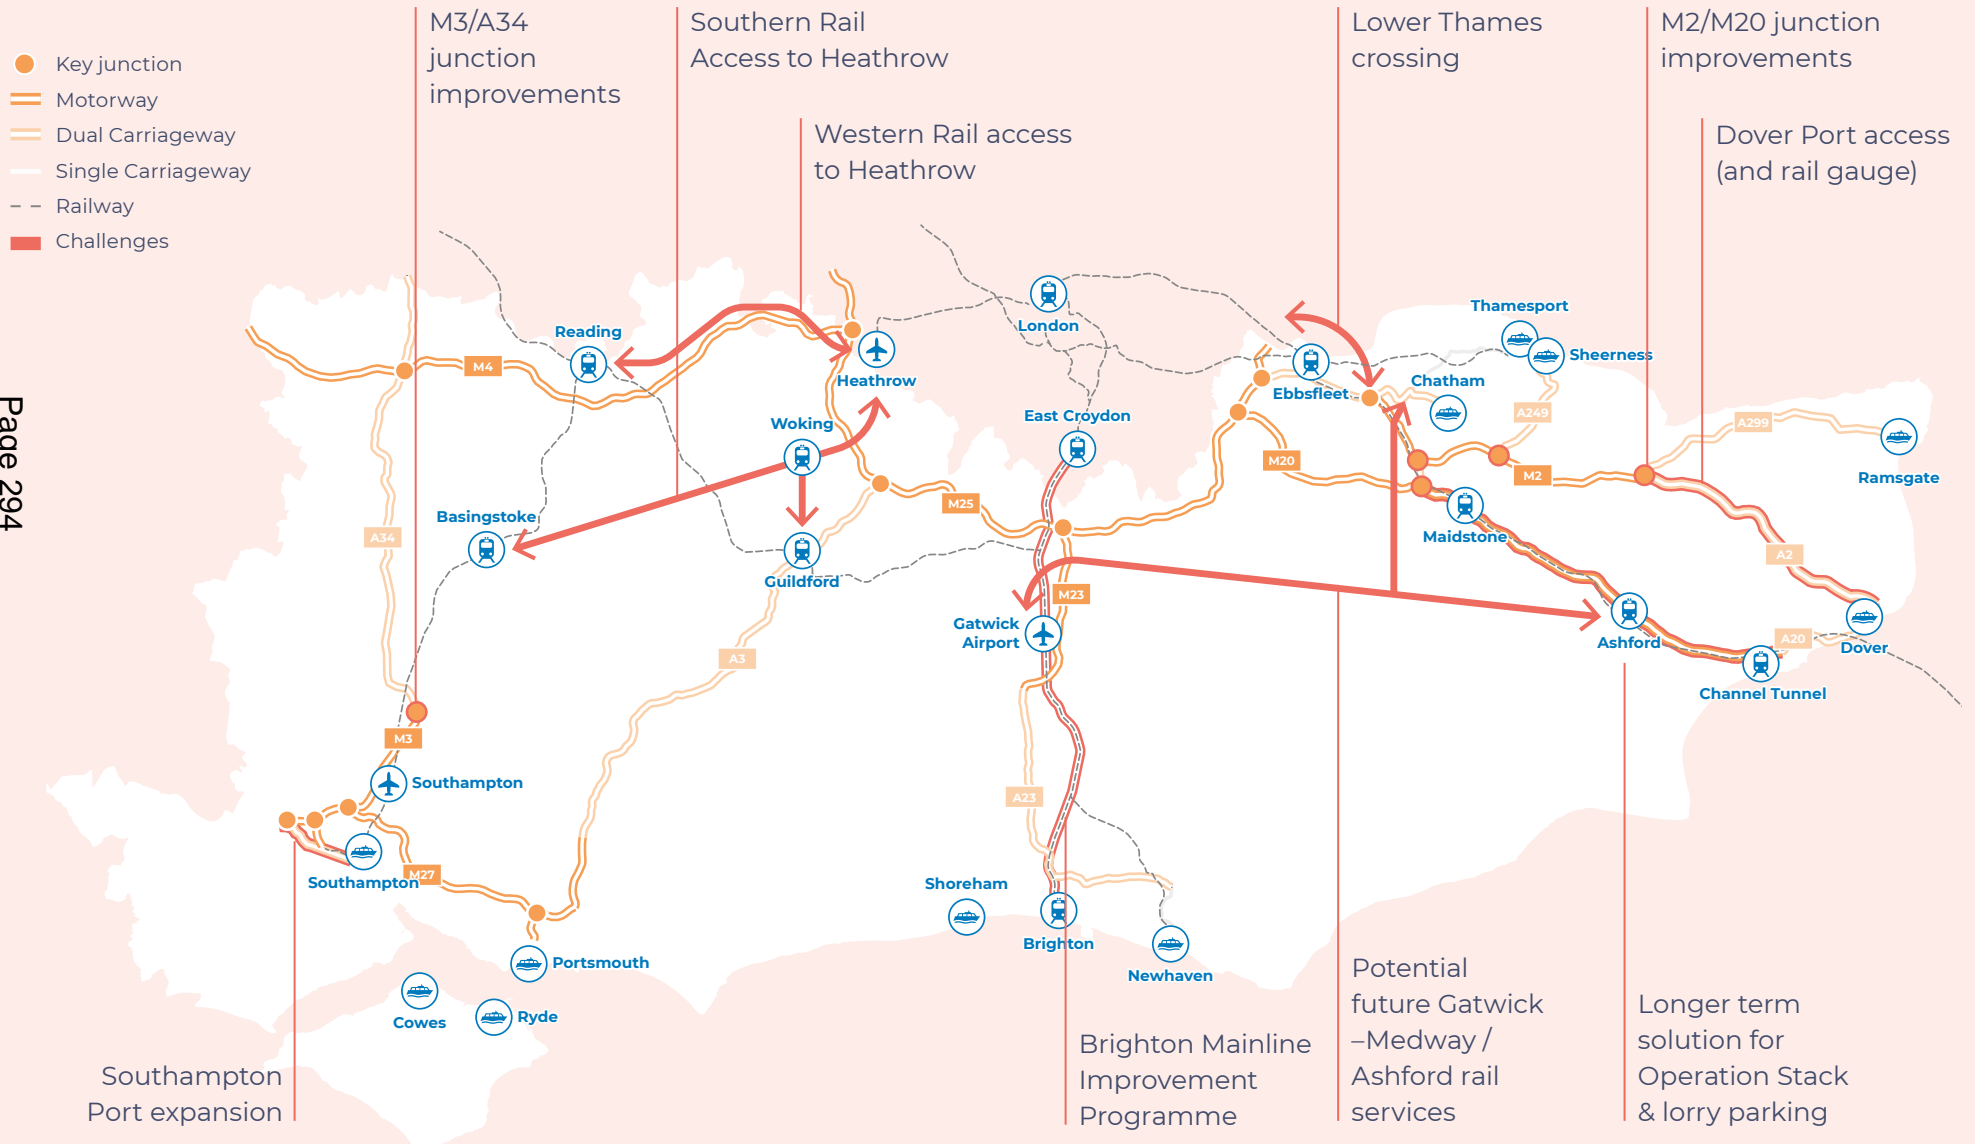 M3/A34
junction
improvements
Southern Rail
Access to Heathrow
Western Rail access
to Heathrow
Lower Thames
crossing
M2/M20 junction
improvements
Dover Port access
(and rail gauge)
Key junction
Motorway
Dual Carriageway
Single Carriageway
Railway
Challenges
Page 294
Thamesport
London
Reading
Sheerness
Heathrow
Chatham
Ebbsfleet
M4
A249
East Croydon
A299
Woking
M20
M2
Ramsgate
M25
Basingstoke
A34
Maidstone
A2
Guildford
M23
Gatwick
Airport
Ashford
A20
Dover
A3
Channel Tunnel
M3
Southampton
A23
M27
Southampton
Shoreham
Brighton
Portsmouth
Newhaven
Cowes
Ryde
Southampton
Port expansion
Brighton Mainline
Improvement
Programme
Potential
future Gatwick
–Medway /
Ashford rail
services
Longer term
solution for
Operation Stack
& lorry parking